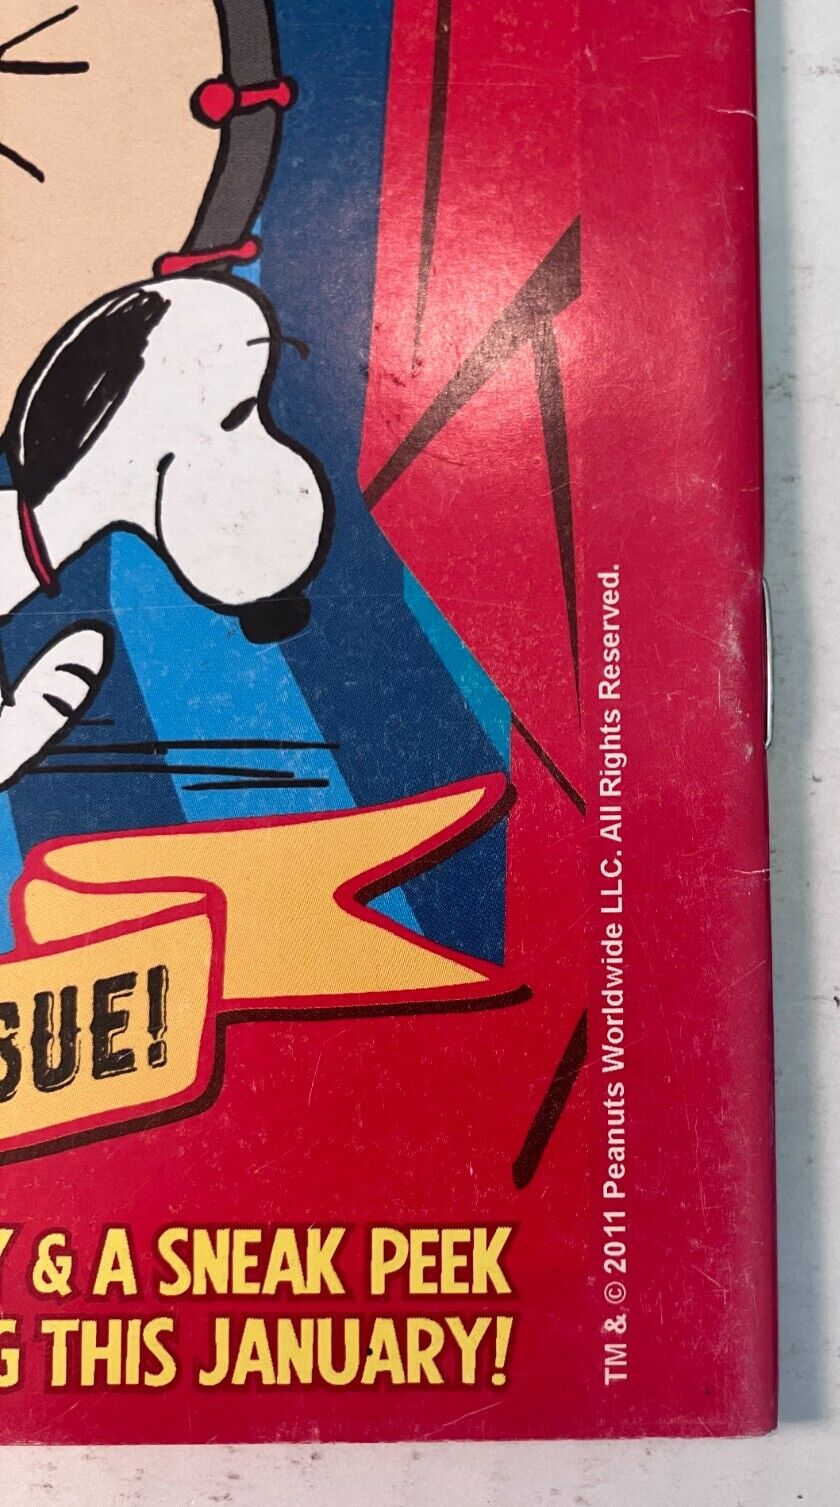 SUE!
Y & A SNEAK PEEK
G THIS JANUARY!
TM & © 2011 Peanuts Worldwide LLC. All Rights Reserved.